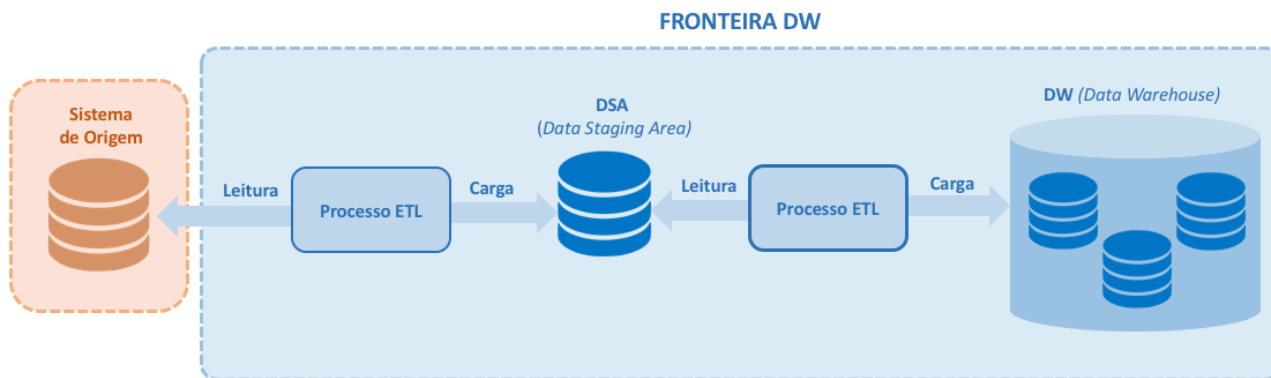 FRONTEIRA DW
Sistema
de Origem
Leitura
Processo ETL
Carga
DSA
(Data Staging Area)
Leitura
Processo ETL
Carga
DW (Data Warehouse)